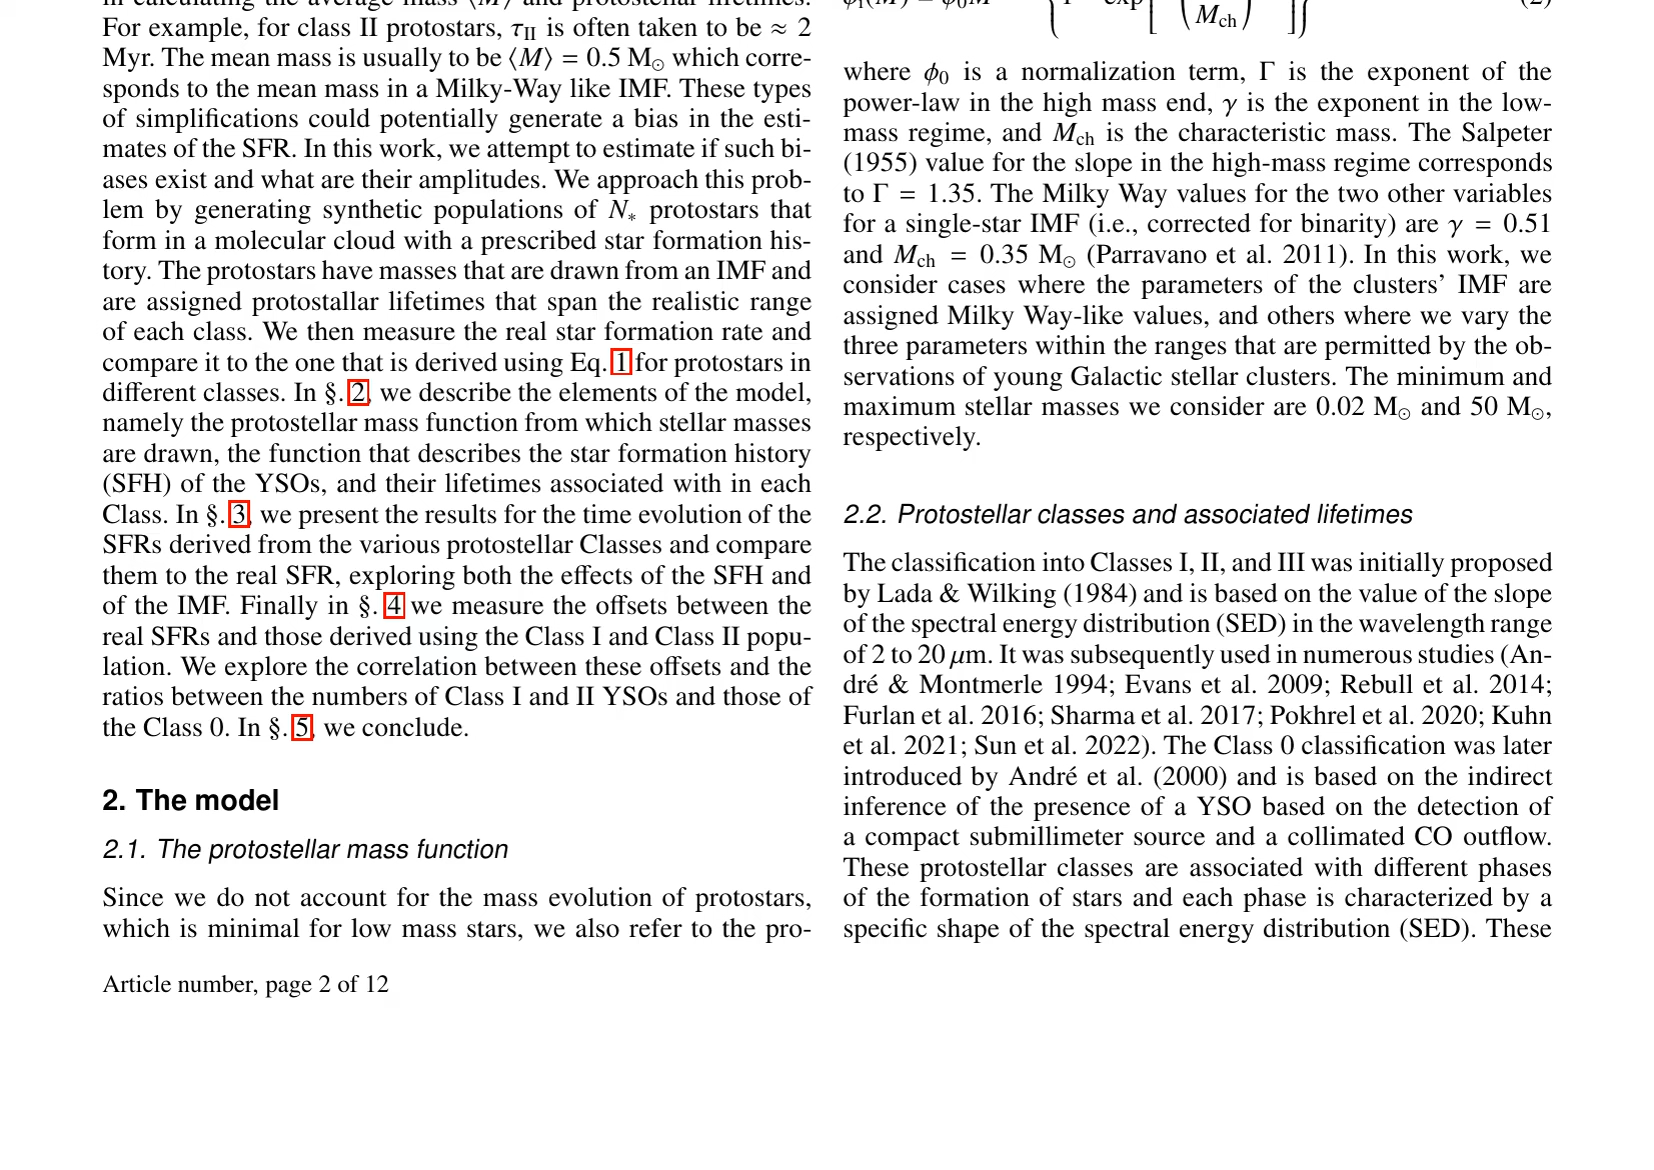 in calculating the average mass ⟨M⟩ and protostellar lifetimes.
For example, for class II protostars, τII is often taken to be ≈ 2
Myr. The mean mass is usually to be ⟨M⟩ = 0.5 M⊙ which corre-
sponds to the mean mass in a Milky-Way like IMF. These types
of simplifications could potentially generate a bias in the esti-
mates of the SFR. In this work, we attempt to estimate if such bi-
ases exist and what are their amplitudes. We approach this prob-
lem by generating synthetic populations of N∗ protostars that
form in a molecular cloud with a prescribed star formation his-
tory. The protostars have masses that are drawn from an IMF and
are assigned protostallar lifetimes that span the realistic range
of each class. We then measure the real star formation rate and
compare it to the one that is derived using Eq. 1 for protostars in
different classes. In §. 2, we describe the elements of the model,
namely the protostellar mass function from which stellar masses
are drawn, the function that describes the star formation history
(SFH) of the YSOs, and their lifetimes associated with in each
Class. In §. 3, we present the results for the time evolution of the
SFRs derived from the various protostellar Classes and compare
them to the real SFR, exploring both the effects of the SFH and
of the IMF. Finally in §. 4 we measure the offsets between the
real SFRs and those derived using the Class I and Class II popu-
lation. We explore the correlation between these offsets and the
ratios between the numbers of Class I and II YSOs and those of
the Class 0. In §. 5, we conclude.
2. The model
2.1. The protostellar mass function
Since we do not account for the mass evolution of protostars,
which is minimal for low mass stars, we also refer to the pro-
Mch
where ϕ0 is a normalization term, Γ is the exponent of the
power-law in the high mass end, γ is the exponent in the low-
mass regime, and Mch is the characteristic mass. The Salpeter
(1955) value for the slope in the high-mass regime corresponds
to Γ = 1.35. The Milky Way values for the two other variables
for a single-star IMF (i.e., corrected for binarity) are γ = 0.51
and Mch = 0.35 M⊙ (Parravano et al. 2011). In this work, we
consider cases where the parameters of the clusters’ IMF are
assigned Milky Way-like values, and others where we vary the
three parameters within the ranges that are permitted by the ob-
servations of young Galactic stellar clusters. The minimum and
maximum stellar masses we consider are 0.02 M⊙ and 50 M⊙,
respectively.
2.2. Protostellar classes and associated lifetimes
The classification into Classes I, II, and III was initially proposed
by Lada & Wilking (1984) and is based on the value of the slope
of the spectral energy distribution (SED) in the wavelength range
of 2 to 20 μm. It was subsequently used in numerous studies (An-
dré & Montmerle 1994; Evans et al. 2009; Rebull et al. 2014;
Furlan et al. 2016; Sharma et al. 2017; Pokhrel et al. 2020; Kuhn
et al. 2021; Sun et al. 2022). The Class 0 classification was later
introduced by André et al. (2000) and is based on the indirect
inference of the presence of a YSO based on the detection of
a compact submillimeter source and a collimated CO outflow.
These protostellar classes are associated with different phases
of the formation of stars and each phase is characterized by a
specific shape of the spectral energy distribution (SED). These
Article number, page 2 of 12